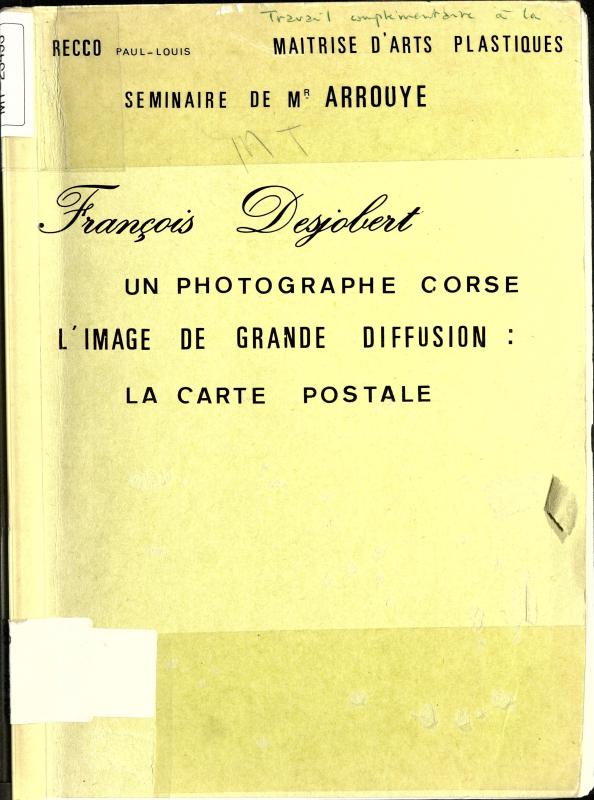 Travail complémentaire à la
RECCO PAUL-LOUIS MAITRISE D'ARTS PLASTIQUES
SEMINAIRE DE Mᴿ ARROUYE
MT
François Desjobert
UN PHOTOGRAPHE CORSE
L'IMAGE DE GRANDE DIFFUSION :
LA CARTE POSTALE